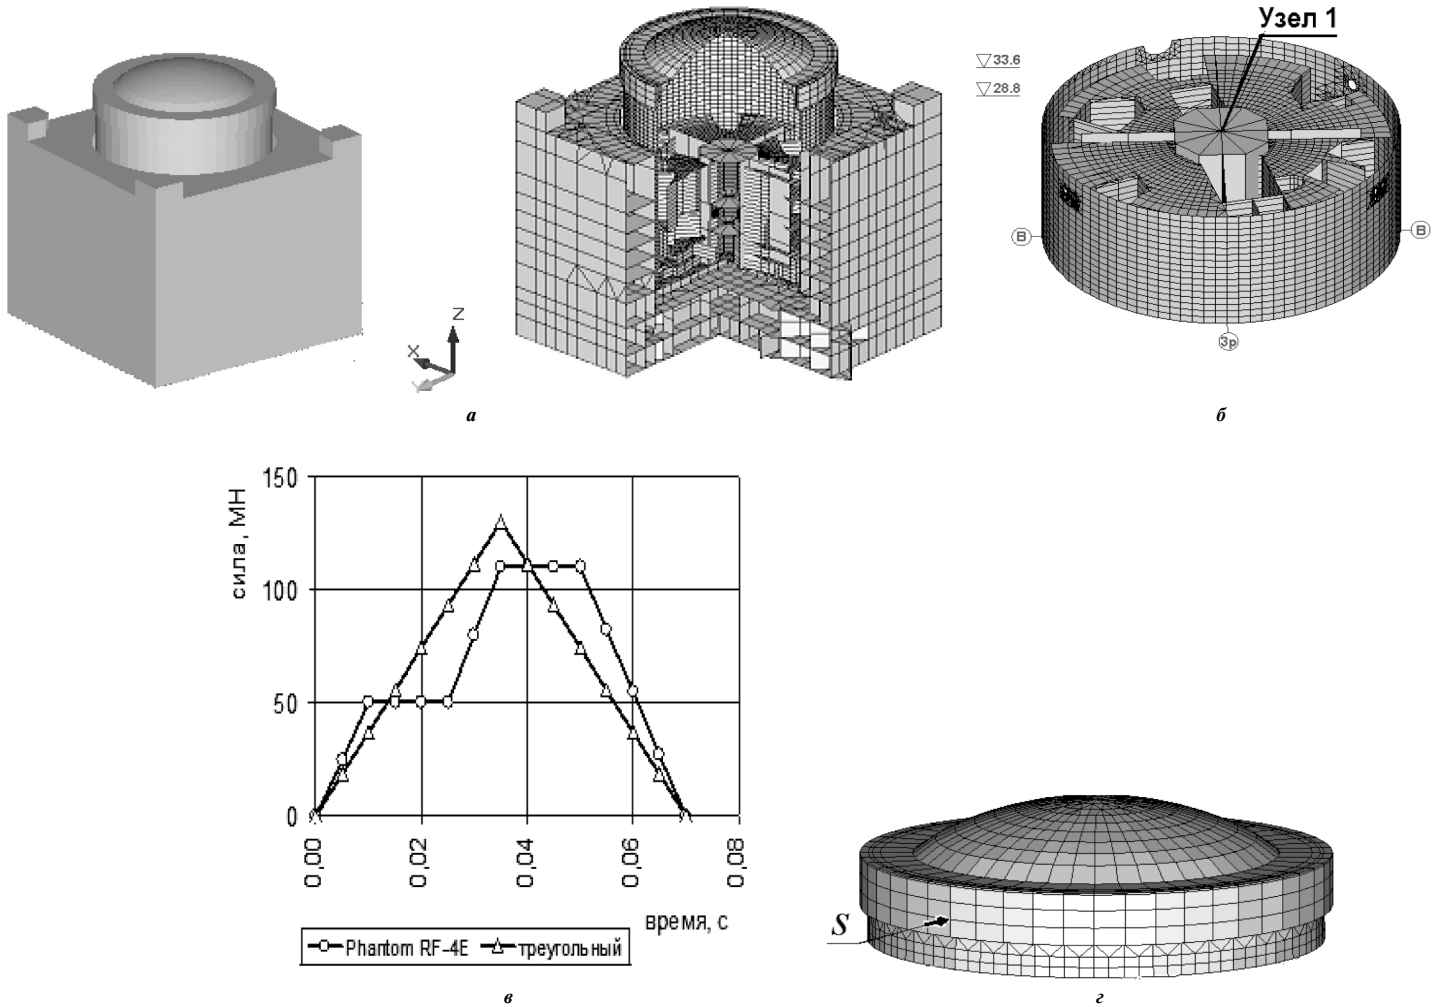 Узел 1
▽33.6
▽28.8
Z
X
Y
В
В
3р
а
б
сила, МН
150
100
50
0
0,00
0,02
0,04
0,06
0,08
время, с
Phantom RF-4E
треугольный
S
в
г